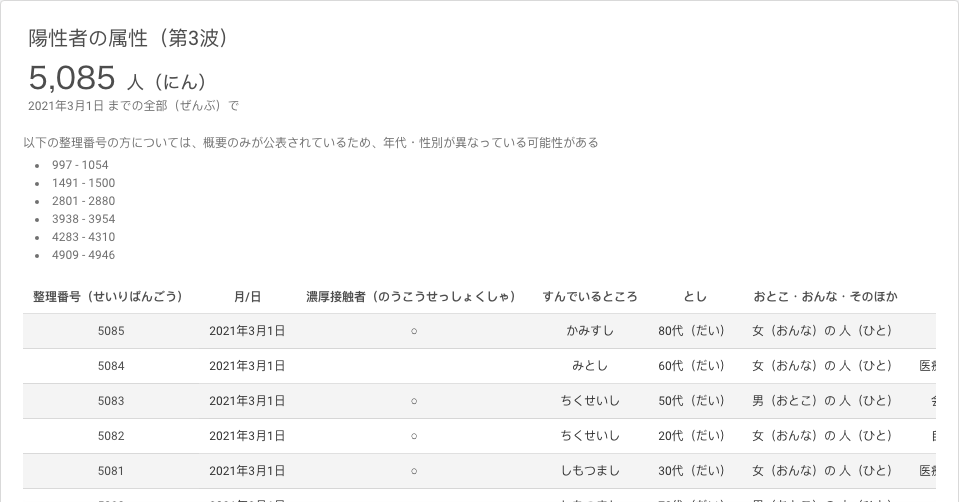 陽性者の属性（第3波）
5,085 人（にん）
2021年3月1日 までの全部（ぜんぶ）で
以下の整理番号の方については、概要のみが公表されているため、年代・性別が異なっている可能性がある
• 997 - 1054
• 1491 - 1500
• 2801 - 2880
• 3938 - 3954
• 4283 - 4310
• 4909 - 4946
整理番号（せいりばんごう） 月/日 濃厚接触者（のうこうせっしょくしゃ） すんでいるところ とし おとこ・おんな・そのほか
5085 2021年3月1日 ○ かみすし 80代（だい） 女（おんな）の 人（ひと）
5084 2021年3月1日 みとし 60代（だい） 女（おんな）の 人（ひと） 医
5083 2021年3月1日 ○ ちくせいし 50代（だい） 男（おとこ）の 人（ひと）
5082 2021年3月1日 ○ ちくせいし 20代（だい） 女（おんな）の 人（ひと）
5081 2021年3月1日 ○ しもつまし 30代（だい） 女（おんな）の 人（ひと） 医